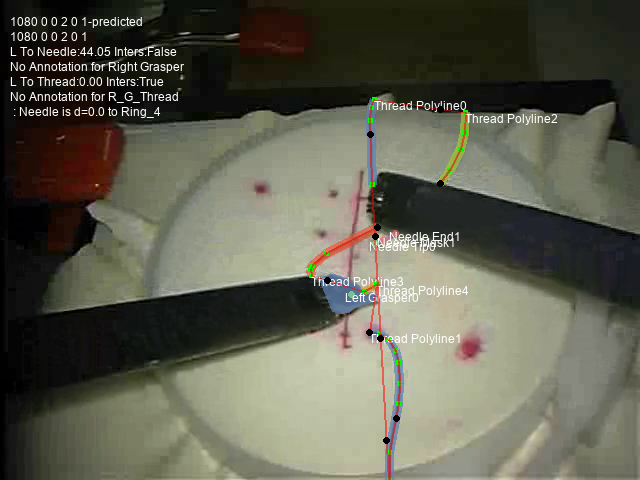 1080 0 0 2 0 1-predicted
1080 0 0 2 0 1
L To Needle:44.05 Inters:False
No Annotation for Right Grasper
L To Thread:0.00 Inters:True
No Annotation for R_G_Thread
: Needle is d=0.0 to Ring_4
Thread Polyline0
Thread Polyline2
Needle End1
Needle Mask1
Needle Tip0
Thread Polyline3
Thread Polyline4
Left Grasper0
Thread Polyline1